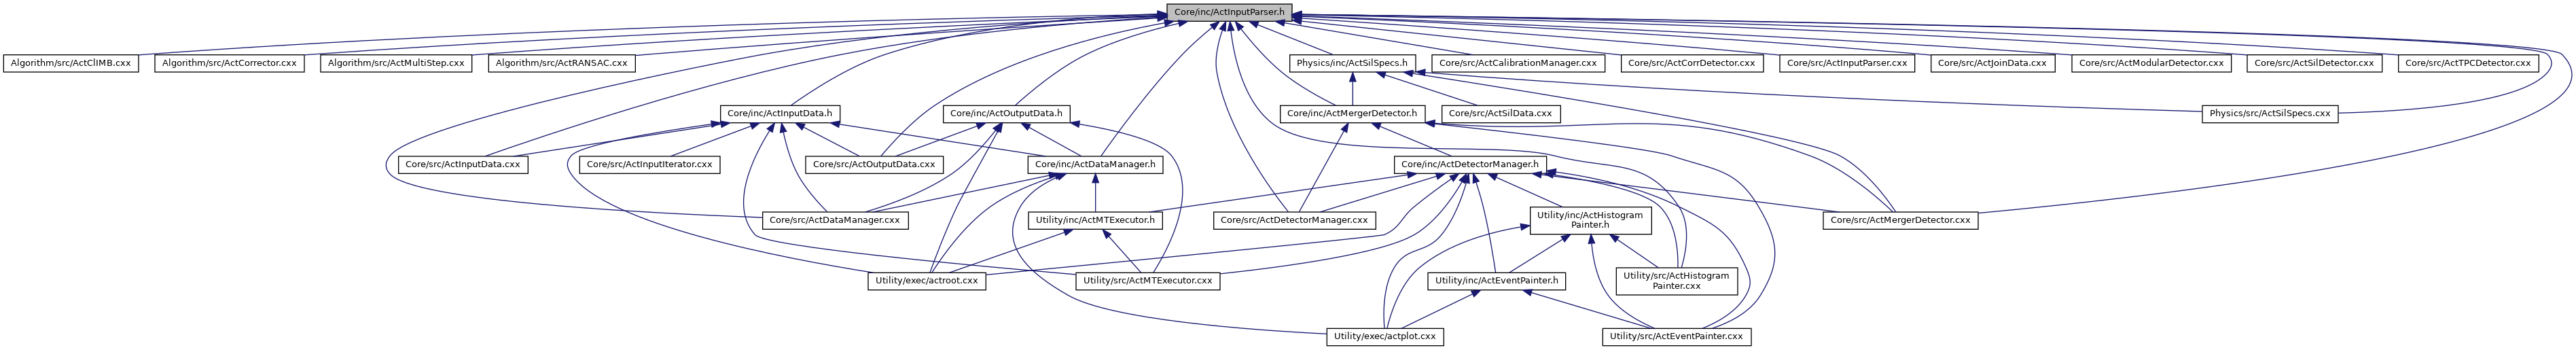 Core/inc/ActInputParser.h
Algorithm/src/ActClIMB.cxx
Algorithm/src/ActCorrector.cxx
Algorithm/src/ActMultiStep.cxx
Algorithm/src/ActRANSAC.cxx
Physics/inc/ActSilSpecs.h
Core/src/ActCalibrationManager.cxx
Core/src/ActCorrDetector.cxx
Core/src/ActInputParser.cxx
Core/src/ActJoinData.cxx
Core/src/ActModularDetector.cxx
Core/src/ActSilDetector.cxx
Core/src/ActTPCDetector.cxx
Core/inc/ActInputData.h
Core/inc/ActOutputData.h
Core/inc/ActMergerDetector.h
Core/src/ActSilData.cxx
Physics/src/ActSilSpecs.cxx
Core/src/ActInputData.cxx
Core/src/ActInputIterator.cxx
Core/src/ActOutputData.cxx
Core/inc/ActDataManager.h
Core/inc/ActDetectorManager.h
Core/src/ActDataManager.cxx
Utility/inc/ActMTExecutor.h
Core/src/ActDetectorManager.cxx
Utility/inc/ActHistogram
Painter.h
Core/src/ActMergerDetector.cxx
Utility/exec/actroot.cxx
Utility/src/ActMTExecutor.cxx
Utility/inc/ActEventPainter.h
Utility/src/ActHistogram
Painter.cxx
Utility/exec/actplot.cxx
Utility/src/ActEventPainter.cxx